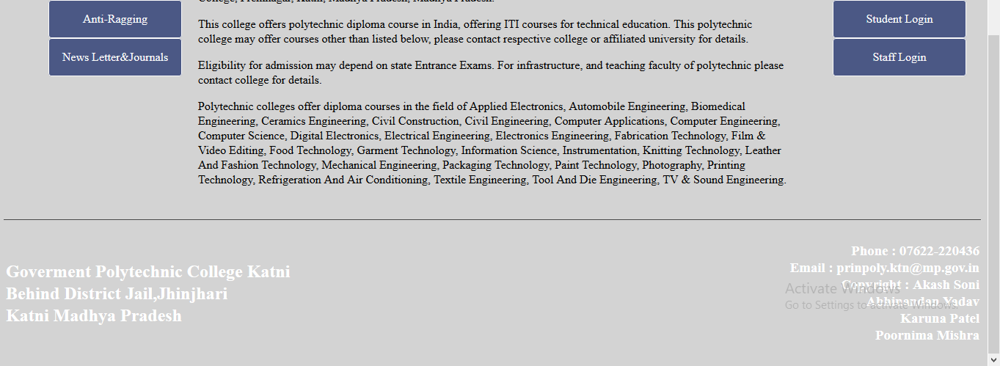 College, Premnagar, Katni, Madhya Pradesh, Madhya Pradesh.
Anti-Ragging
News Letter&Journals
This college offers polytechnic diploma course in India, offering ITI courses for technical education. This polytechnic
college may offer courses other than listed below, please contact respective college or affiliated university for details.
Eligibility for admission may depend on state Entrance Exams. For infrastructure, and teaching faculty of polytechnic please
contact college for details.
Polytechnic colleges offer diploma courses in the field of Applied Electronics, Automobile Engineering, Biomedical
Engineering, Ceramics Engineering, Civil Construction, Civil Engineering, Computer Applications, Computer Engineering,
Computer Science, Digital Electronics, Electrical Engineering, Electronics Engineering, Fabrication Technology, Film &
Video Editing, Food Technology, Garment Technology, Information Science, Instrumentation, Knitting Technology, Leather
And Fashion Technology, Mechanical Engineering, Packaging Technology, Paint Technology, Photography, Printing
Technology, Refrigeration And Air Conditioning, Textile Engineering, Tool And Die Engineering, TV & Sound Engineering.
Student Login
Staff Login
Goverment Polytechnic College Katni
Behind District Jail,Jhinjhari
Katni Madhya Pradesh
Phone : 07622-220436
Email : prinpoly.ktn@mp.gov.in
Copyright : Akash Soni
Abhinandan Yadav
Karuna Patel
Poornima Mishra
Activate Windows
Go to Settings to activate Windows.